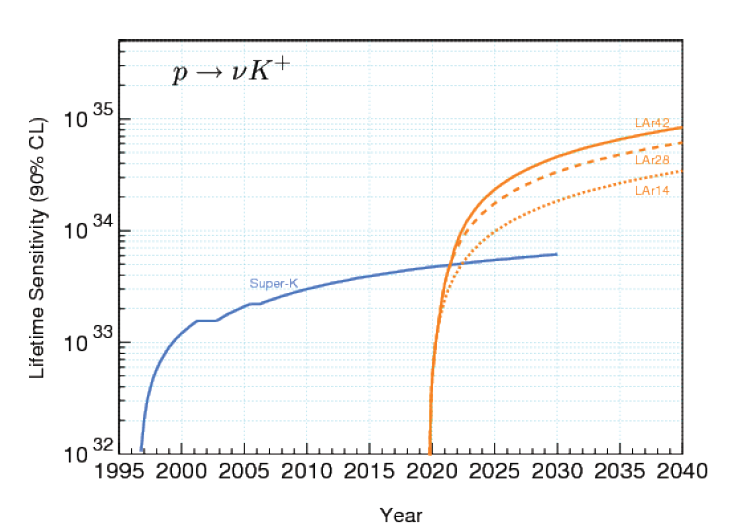 p → νK⁺
10³⁵
10³⁴
10³³
10³²
Lifetime Sensitivity (90% CL)
LAr42
LAr28
LAr14
Super-K
1995 2000 2005 2010 2015 2020 2025 2030 2035 2040
Year